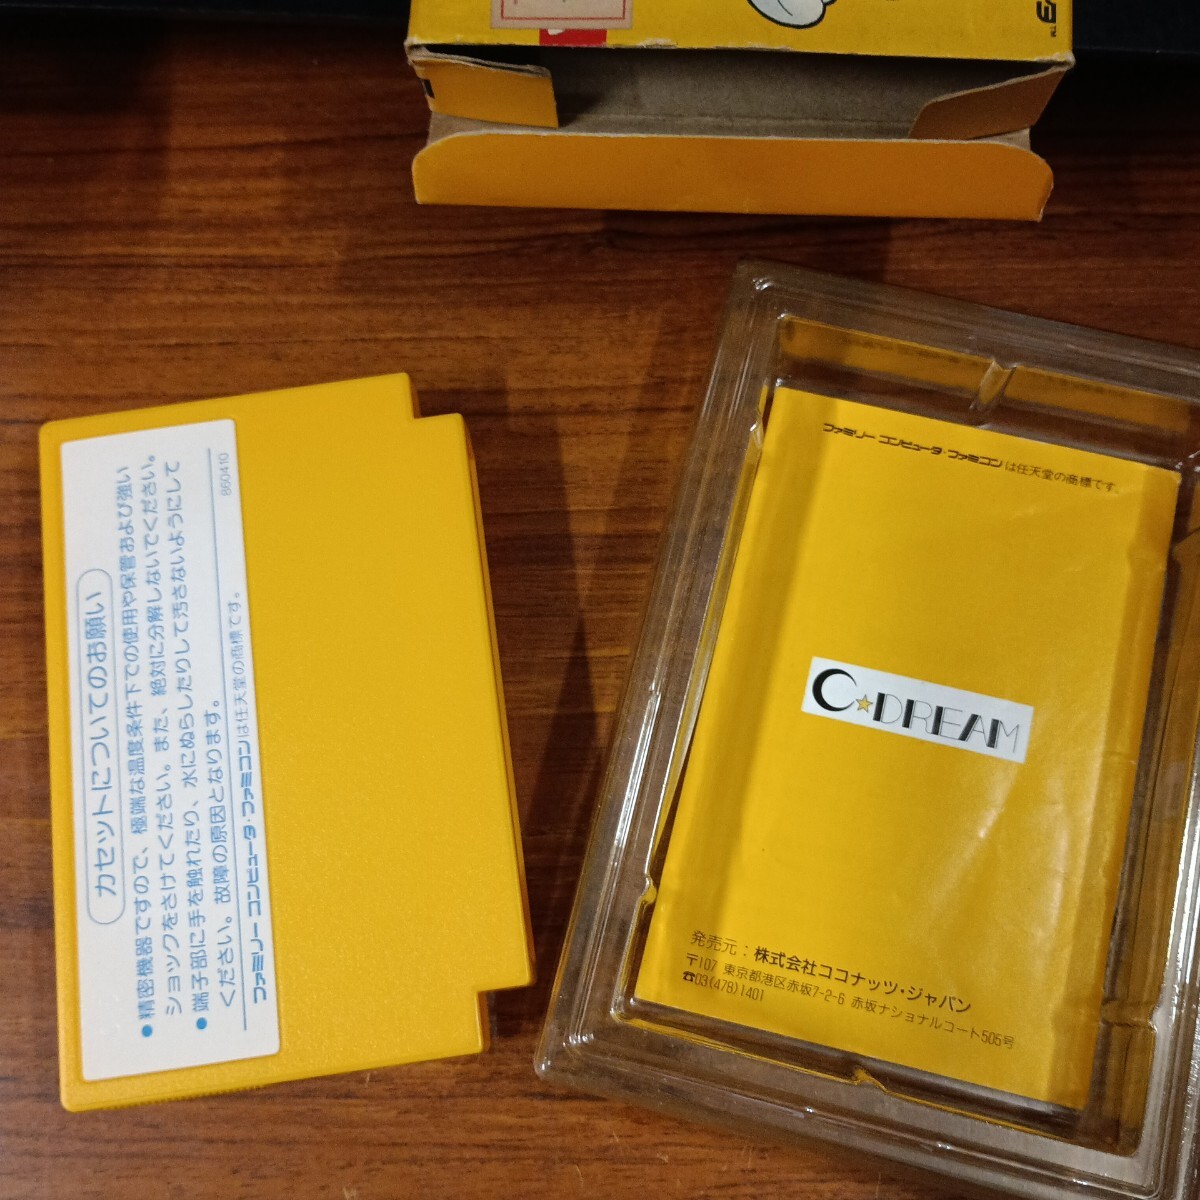 カセットについてのお願い
●精密機器ですので、極端な温度条件下での使用や保管および強い
ショックをさけてください。また、絶対に分解しないでください。
●端子部に手を触れたり、水にぬらしたりして汚さないようにして
ください。故障の原因となります。
ファミリー コンピュータ・ファミコンは任天堂の商標です。
860410
ファミリー コンピュータ・ファミコンは任天堂の商標です。
C★DREAM
発売元：株式会社ココナッツ・ジャパン
〒107 東京都港区赤坂7-2-6 赤坂ナショナルコート505号
☎03(478)1401